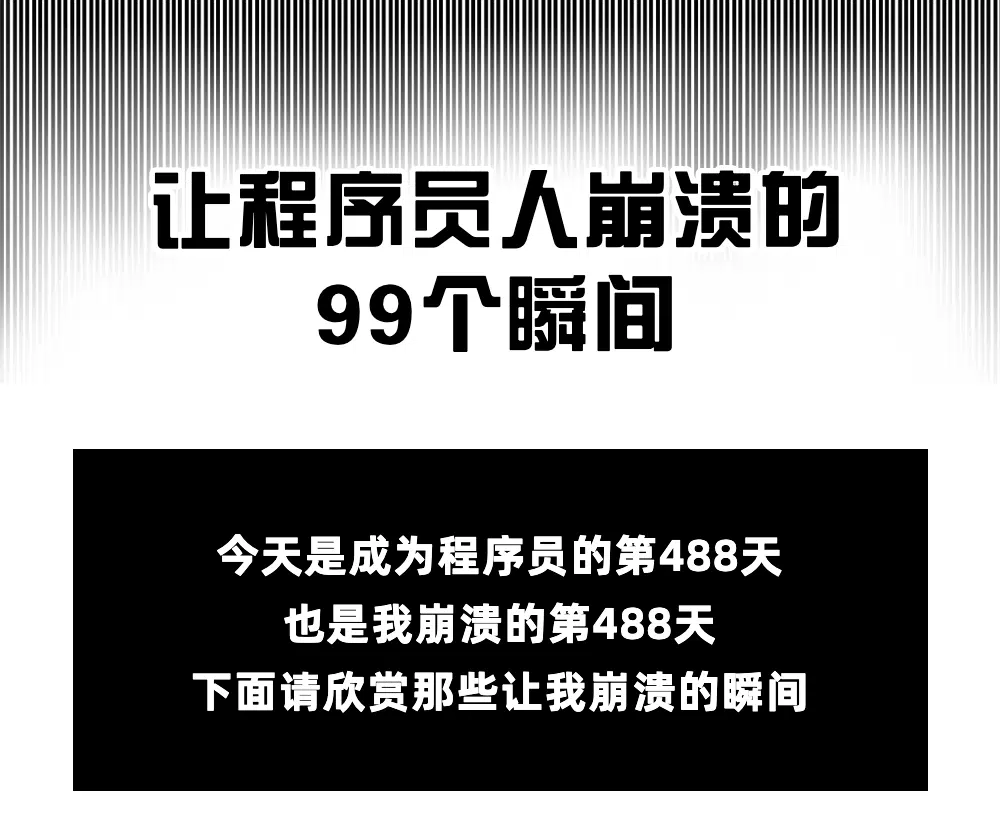 让程序员人崩溃的
99个瞬间
今天是成为程序员的第488天
也是我崩溃的第488天
下面请欣赏那些让我崩溃的瞬间